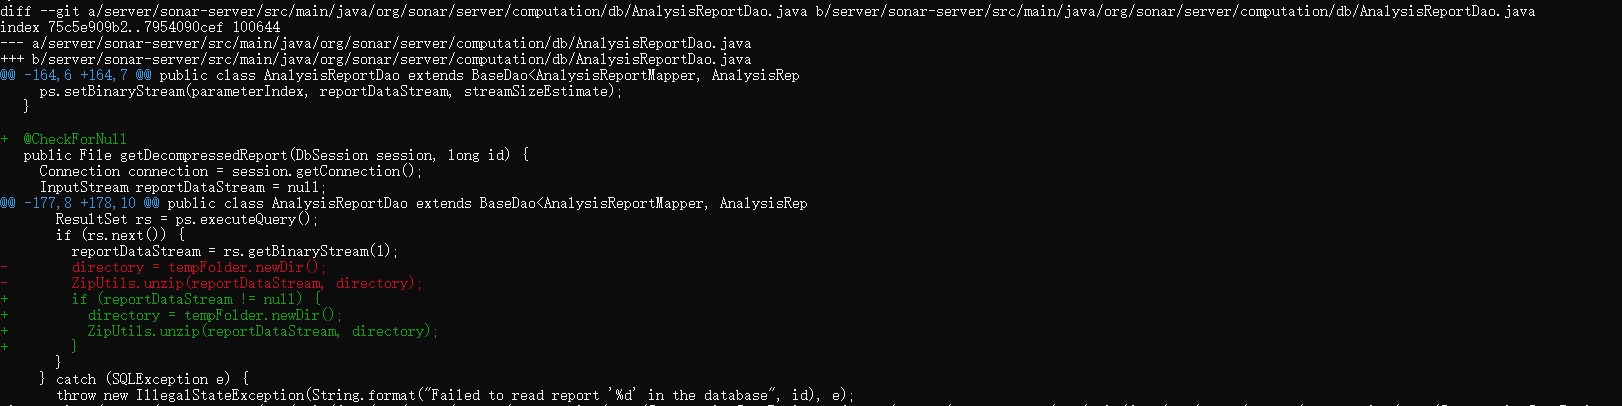 diff --git a/server/sonar-server/src/main/java/org/sonar/server/computation/db/AnalysisReportDao.java b/server/sonar-server/src/main/java/org/sonar/server/computation/db/AnalysisReportDao.java
index 75c5e909b2..7954090cef 100644
--- a/server/sonar-server/src/main/java/org/sonar/server/computation/db/AnalysisReportDao.java
+++ b/server/sonar-server/src/main/java/org/sonar/server/computation/db/AnalysisReportDao.java
@@ -164,6 +164,7 @@ public class AnalysisReportDao extends BaseDao<AnalysisReportMapper, AnalysisRep
     ps.setBinaryStream(parameterIndex, reportDataStream, streamSizeEstimate);
   }

+  @CheckForNull
   public File getDecompressedReport(DbSession session, long id) {
     Connection connection = session.getConnection();
     InputStream reportDataStream = null;
@@ -177,8 +178,10 @@ public class AnalysisReportDao extends BaseDao<AnalysisReportMapper, AnalysisRep
       ResultSet rs = ps.executeQuery();
       if (rs.next()) {
         reportDataStream = rs.getBinaryStream(1);
-        directory = tempFolder.newDir();
-        ZipUtils.unzip(reportDataStream, directory);
+        if (reportDataStream != null) {
+          directory = tempFolder.newDir();
+          ZipUtils.unzip(reportDataStream, directory);
+        }
       }
     } catch (SQLException e) {
       throw new IllegalStateException(String.format("Failed to read report '%d' in the database", id), e);